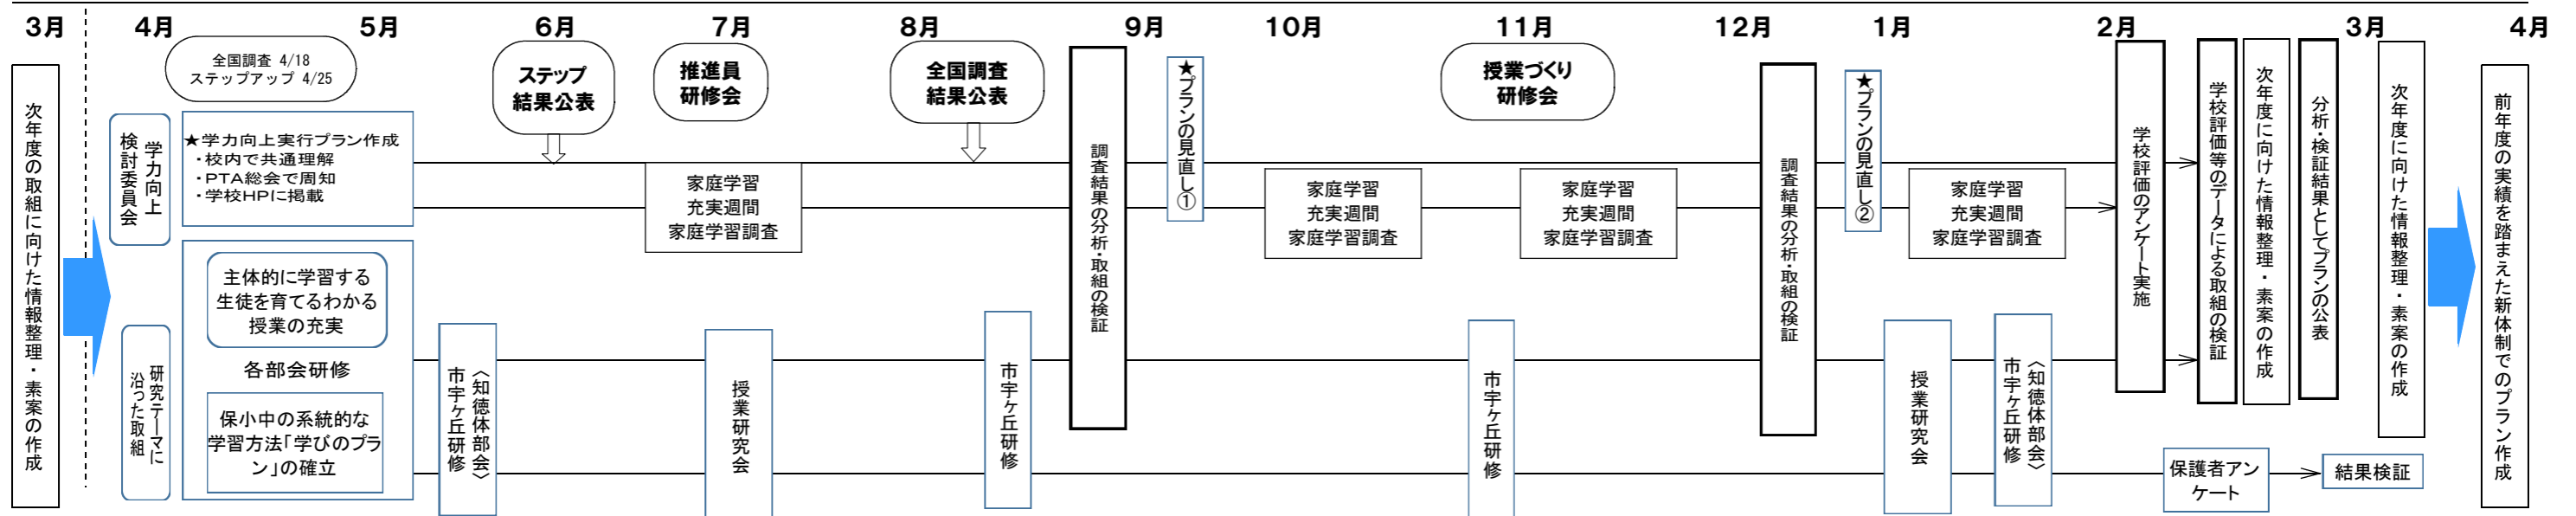 3月
4月
5月
6月
7月
8月
9月
10月
11月
12月
1月
2月
3月
4月
次年度の取組に向けた情報整理・素案の作成
全国調査 4/18
ステップアップ 4/25
学力向上
検討委員会
★学力向上実行プラン作成
・校内で共通理解
・PTA総会で周知
・学校HPに掲載
研究テーマに
沿った取組
主体的に学習する
生徒を育てるわかる
授業の充実
各部会研修
保小中の系統的な
学習方法「学びのプラ
ン」の確立
ステップ
結果公表
〈知徳体部会〉
市宇ヶ丘研修
推進員
研修会
家庭学習
充実週間
家庭学習調査
授業研究会
全国調査
結果公表
市宇ヶ丘研修
調査結果の分析・取組の検証
★プランの見直し①
家庭学習
充実週間
家庭学習調査
授業づくり
研修会
家庭学習
充実週間
家庭学習調査
市宇ヶ丘研修
調査結果の分析・取組の検証
★プランの見直し②
家庭学習
充実週間
家庭学習調査
授業研究会
〈知徳体部会〉
市宇ヶ丘研修
学校評価のアンケート実施
学校評価等のデータによる取組の検証
次年度に向けた情報整理・素案の作成
分析・検証結果としてプランの公表
保護者アン
ケート
結果検証
次年度に向けた情報整理・素案の作成
前年度の実績を踏まえた新体制でのプラン作成